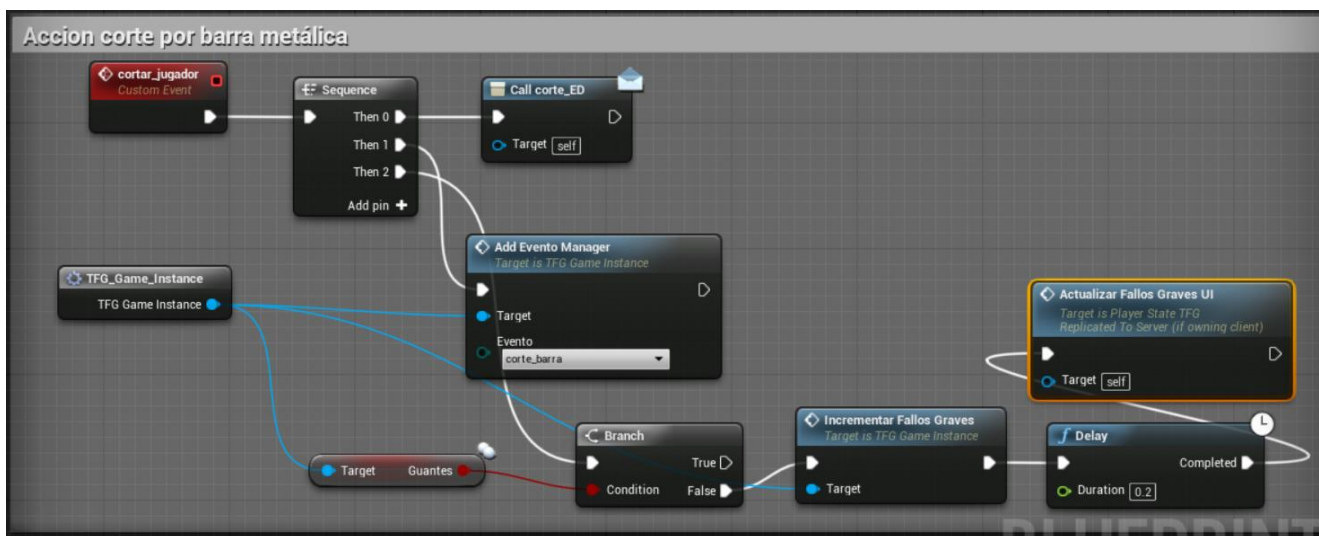 Accion corte por barra metálica
cortar_jugador
Custom Event
Sequence
Then 0
Then 1
Then 2
Add pin
Call corte_ED
Target self
Add Evento Manager
Target is TFG Game Instance
Target
Evento
corte_barra
TFG_Game_Instance
TFG Game Instance
Target Guantes
Branch
True
Condition False
Incrementar Fallos Graves
Target is TFG Game Instance
Target
Delay
Completed
Duration 0.2
Actualizar Fallos Graves UI
Target is Player State TFG
Replicated To Server (if owning client)
Target self
BLUEPRINT